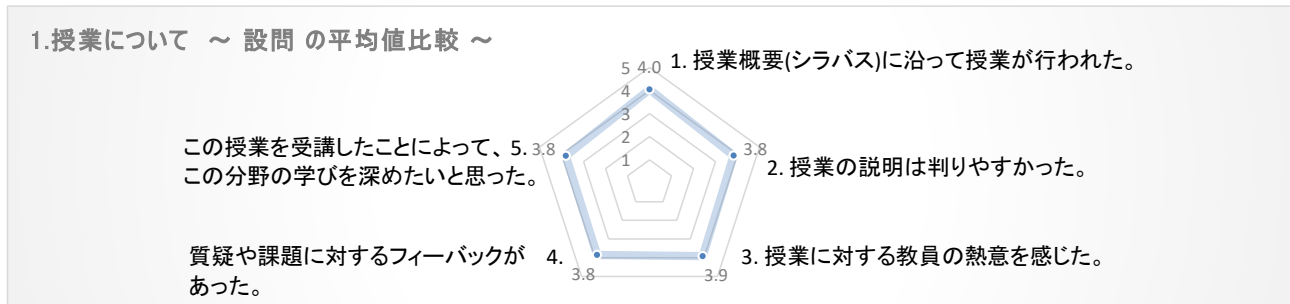 1.授業について ～ 設問 の平均値比較 ～
5 4.0 1. 授業概要(シラバス)に沿って授業が行われた。
4
3
2
1
この授業を受講したことによって、 5. 3.8
この分野の学びを深めたいと思った。
3.8
2. 授業の説明は判りやすかった。
質疑や課題に対するフィーバックが 4.
あった。
3.8
3. 授業に対する教員の熱意を感じた。
3.9